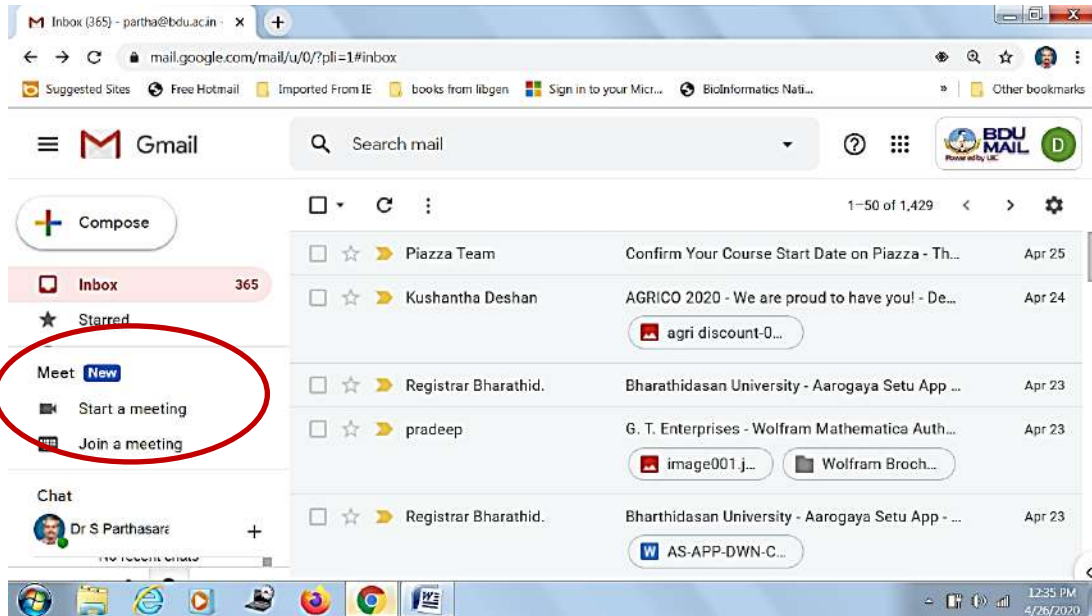 Inbox (365) - partha@bdu.ac.in -
mail.google.com/mail/u/0/?pli=1#inbox
Suggested Sites Free Hotmail Imported From IE books from libgen Sign in to your Micr... BioInformatics Nati... » Other bookmarks
Gmail Search mail BDU MAIL D
Powered by UIC
Compose 1–50 of 1,429
Piazza Team Confirm Your Course Start Date on Piazza - Th... Apr 25
Inbox 365
Kushantha Deshan AGRICO 2020 - We are proud to have you! - De... Apr 24
Starred
agri discount-0...
Meet New
Registrar Bharathid. Bharathidasan University - Aarogaya Setu App ... Apr 23
Start a meeting
pradeep G. T. Enterprises - Wolfram Mathematica Auth... Apr 23
Join a meeting
image001.j... Wolfram Broch...
Chat
Registrar Bharathid. Bharthidasan University - Aarogaya Setu App - ... Apr 23
Dr S Parthasara
W AS-APP-DWN-C...
No recent chats
12:35 PM
4/26/2020